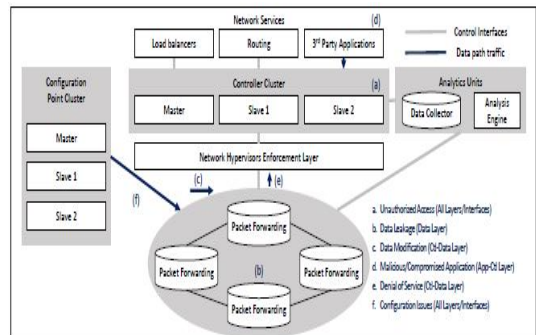 Network Services
(d)
Load balancers
Routing
3rd Party Applications
Control Interfaces
Data path traffic
Configuration
Point Cluster
Master
Slave 1
Slave 2
Controller Cluster
(a)
Master
Slave 1
Slave 2
Analytics Units
Data Collector
Analysis
Engine
Network Hypervisors Enforcement Layer
(c)
(e)
(f)
Packet Forwarding
Packet Forwarding
(b)
Packet Forwarding
Packet Forwarding
a. Unauthorized Access (All Layers/Interfaces)
b. Data Leakage (Data Layer)
c. Data Modification (Ctl-Data Layer)
d. Malicious/Compromised Application (App-Ctl Layer)
e. Denial of Service (Ctl-Data Layer)
f. Configuration Issues (All Layers/Interfaces)